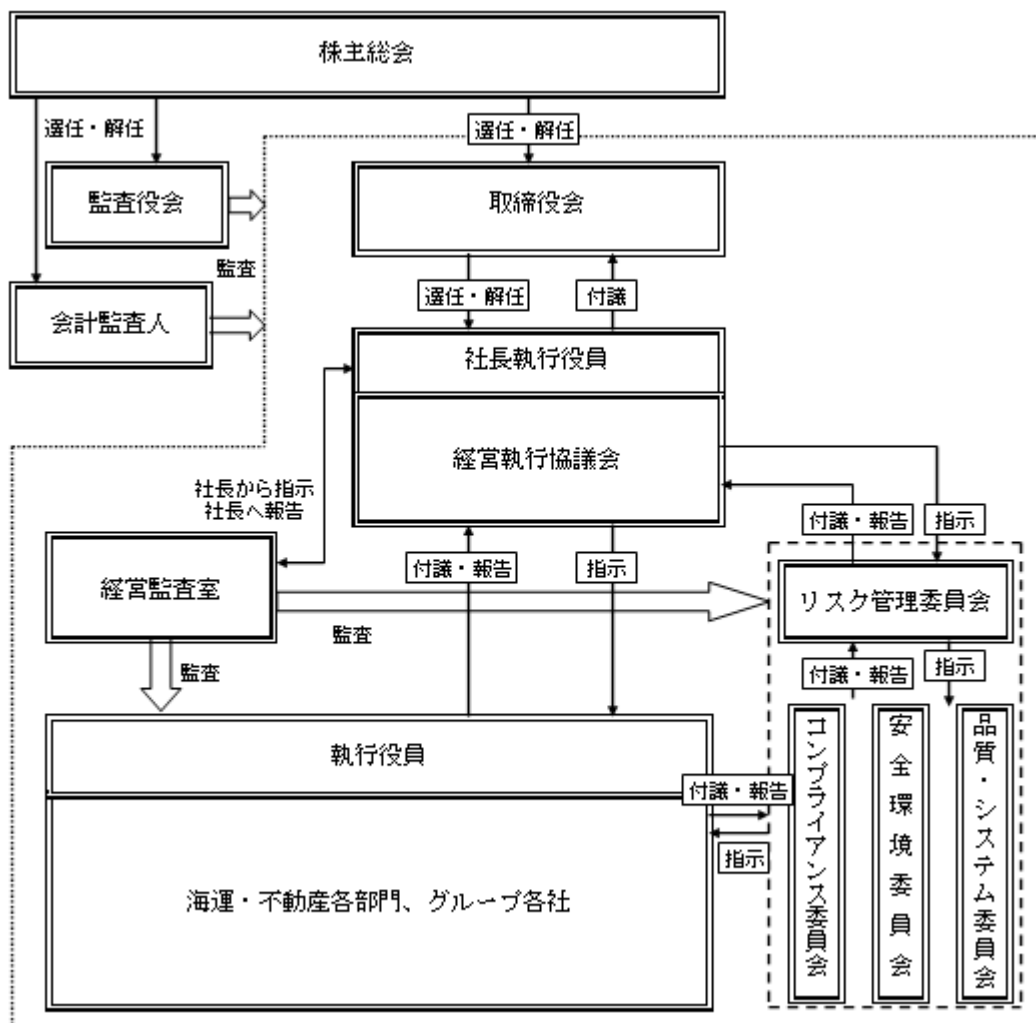 株主総会
選任・解任
選任・解任
監査役会
取締役会
監査
選任・解任
付議
会計監査人
社長執行役員
経営執行協議会
社長から指示
社長へ報告
付議・報告
指示
経営監査室
付議・報告
指示
リスク管理委員会
監査
監査
付議・報告
指示
執行役員
コンプライアンス委員会
安全環境委員会
品質・システム委員会
付議・報告
指示
海運・不動産各部門、グループ各社